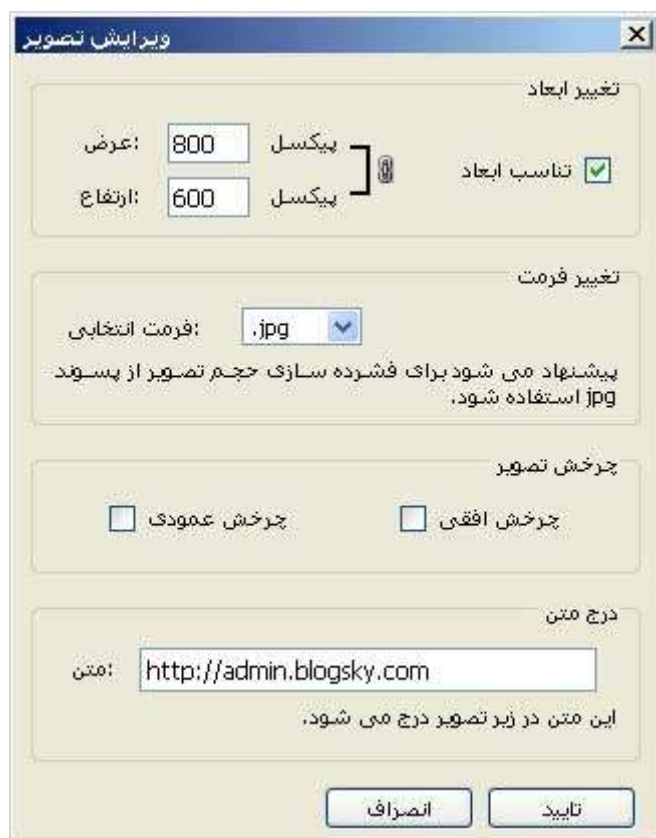 ویرایش تصویر
تغییر ابعاد
عرض: 800 پیکسل
تناسب ابعاد
ارتفاع: 600 پیکسل
تغییر فرمت
فرمت انتخابی: .jpg
پیشنهاد می شود برای فشرده سازی حجم تصویر از پسوند
jpg استفاده شود.
چرخش تصویر
چرخش افقی چرخش عمودی
درج متن
متن: http://admin.blogsky.com
این متن در زیر تصویر درج می شود.
تایید انصراف